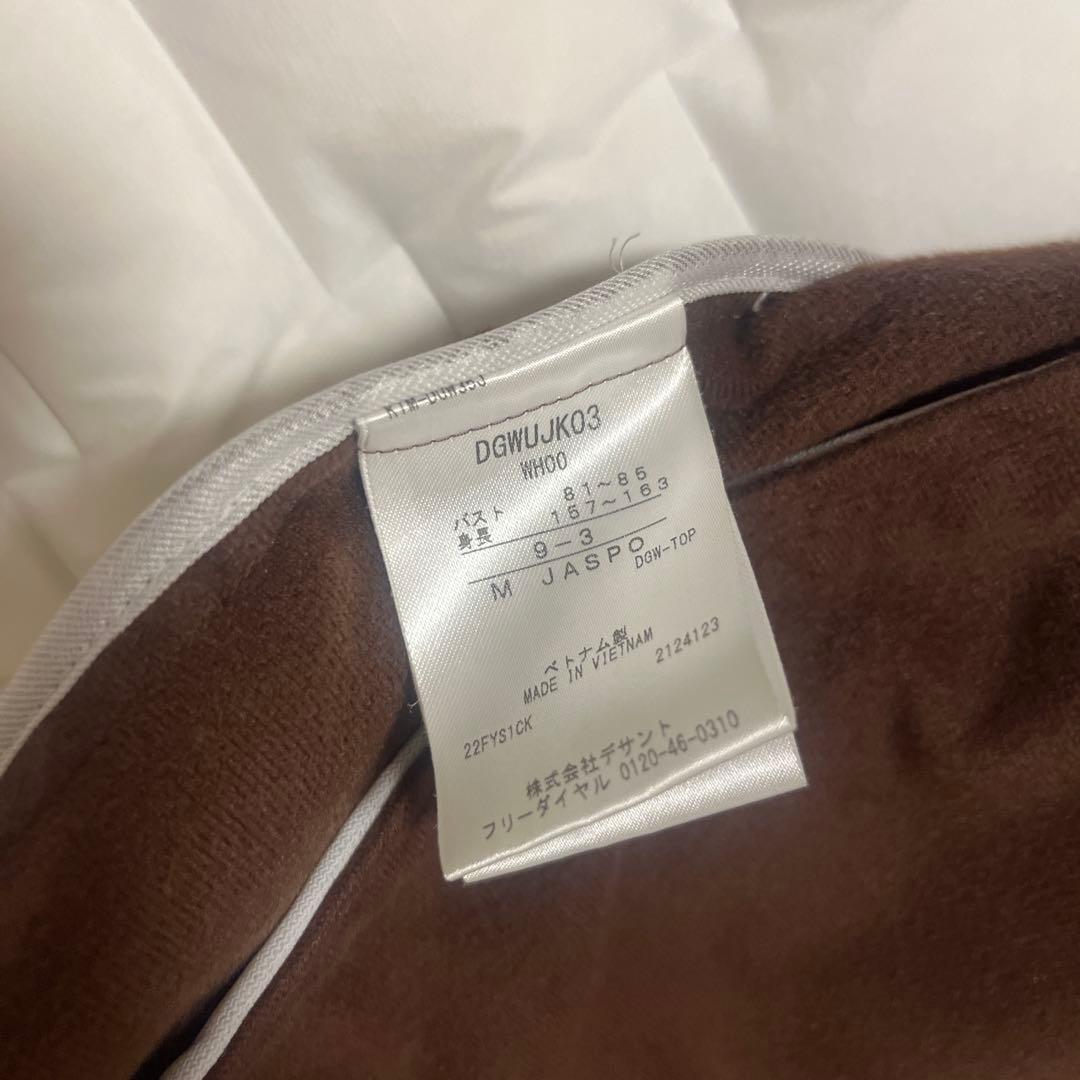 DGWUJK03
WH00
バスト 81～85
身長 157～163
9－3
M JASPO
DGW-TOP
ベトナム製
MADE IN VIETNAM
2124123
22FYS1CK
株式会社デサント
フリーダイヤル 0120-46-0310